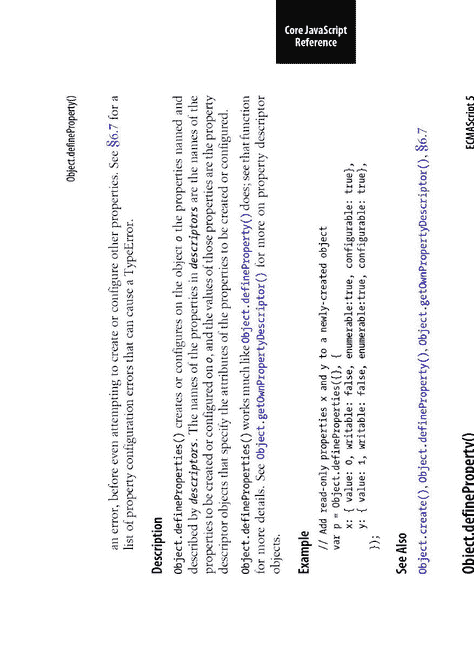 Object.defineProperty()
an error, before even attempting to create or configure other properties. See §6.7 for a
list of property configuration errors that can cause a TypeError.
Description
Object.defineProperties() creates or configures on the object o the properties named and
described by descriptors. The names of the properties in descriptors are the names of the
properties to be created or configured on o, and the values of those properties are the property
descriptor objects that specify the attributes of the properties to be created or configured.
Object.defineProperties() works much like Object.defineProperty() does; see that function
for more details. See Object.getOwnPropertyDescriptor() for more on property descriptor
objects.
Example
// Add read-only properties x and y to a newly-created object
var p = Object.defineProperties({}, {
x: { value: 0, writable: false, enumerable:true, configurable: true},
y: { value: 1, writable: false, enumerable:true, configurable: true},
});
See Also
Object.create(), Object.defineProperty(), Object.getOwnPropertyDescriptor(), §6.7
Object.defineProperty()
ECMAScript 5
Core JavaScript
Reference